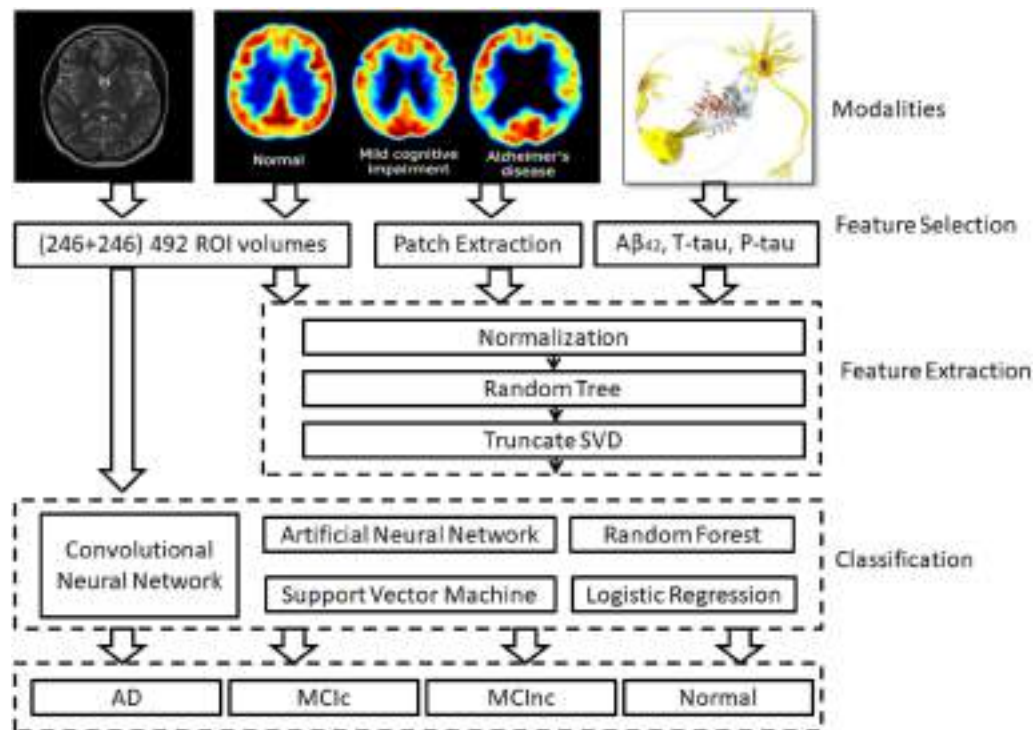 Normal
Mild cognitive
impairment
Alzheimer's
disease
Modalities
(246+246) 492 ROI volumes
Patch Extraction
Aβ₄₂, T-tau, P-tau
Feature Selection
Normalization
Random Tree
Truncate SVD
Feature Extraction
Convolutional
Neural Network
Artificial Neural Network
Random Forest
Support Vector Machine
Logistic Regression
Classification
AD
MCIc
MCInc
Normal